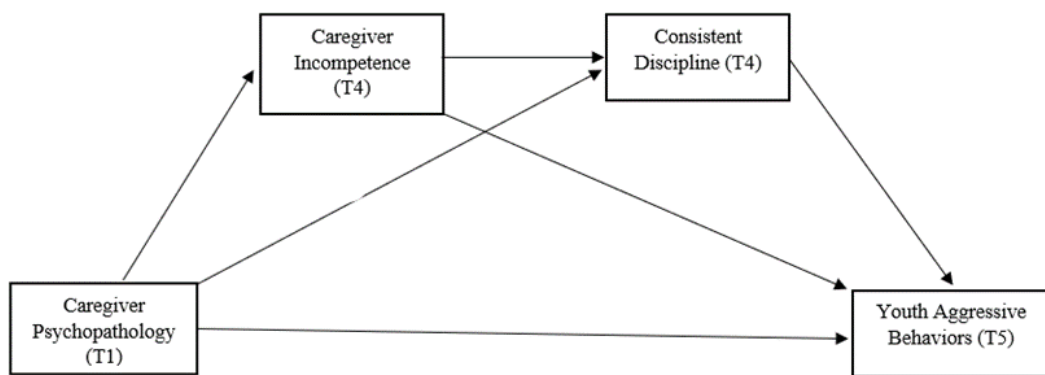 Caregiver
Incompetence
(T4)
Consistent
Discipline (T4)
Caregiver
Psychopathology
(T1)
Youth Aggressive
Behaviors (T5)